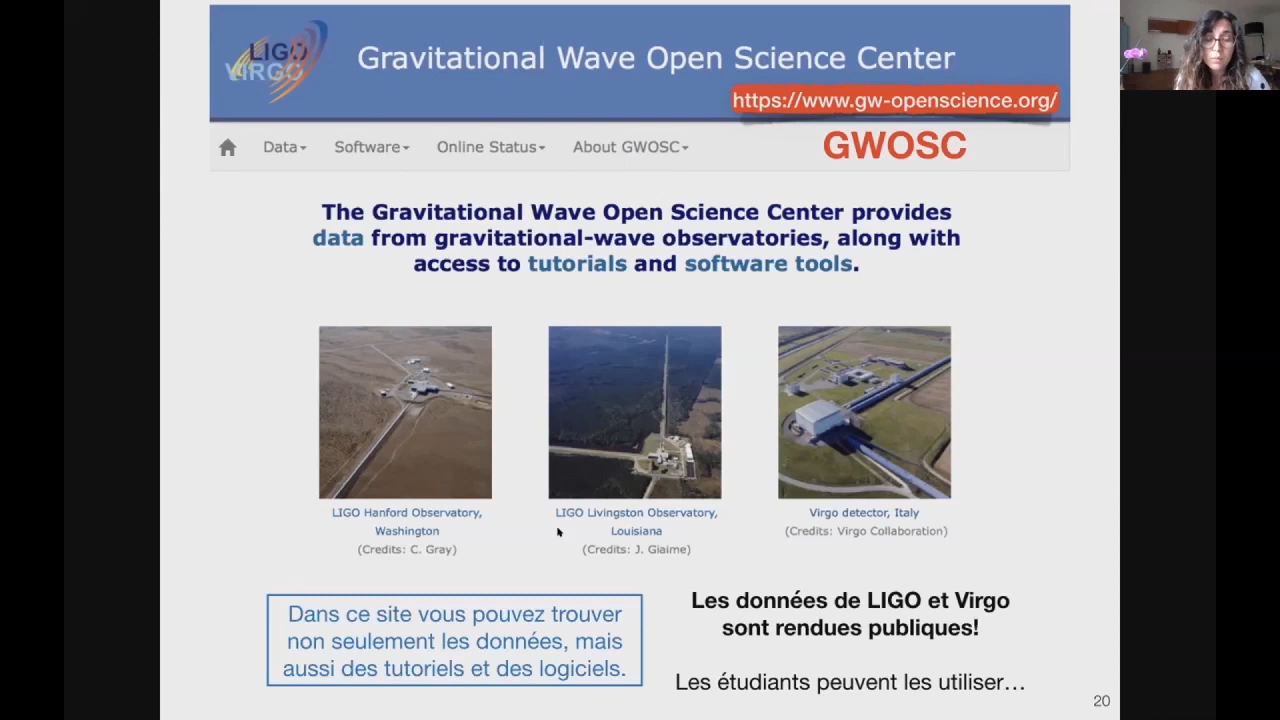 LIGO
VIRGO
Gravitational Wave Open Science Center
https://www.gw-openscience.org/
Data
Software
Online Status
About GWOSC
GWOSC
The Gravitational Wave Open Science Center provides
data from gravitational-wave observatories, along with
access to tutorials and software tools.
LIGO Hanford Observatory,
Washington
(Credits: C. Gray)
LIGO Livingston Observatory,
Louisiana
(Credits: J. Giaime)
Virgo detector, Italy
(Credits: Virgo Collaboration)
Dans ce site vous pouvez trouver
non seulement les données, mais
aussi des tutoriels et des logiciels.
Les données de LIGO et Virgo
sont rendues publiques!
Les étudiants peuvent les utiliser…
20